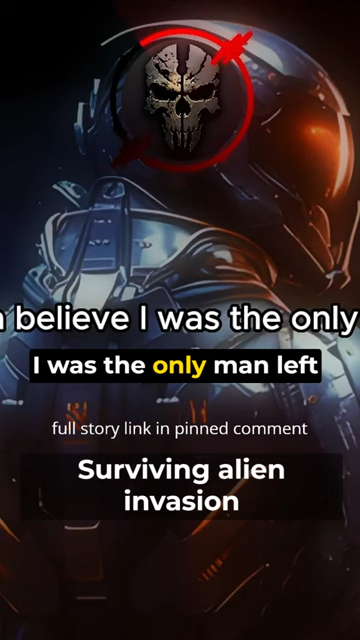 believe I was the only
I was the only man left
full story link in pinned comment
Surviving alien
invasion